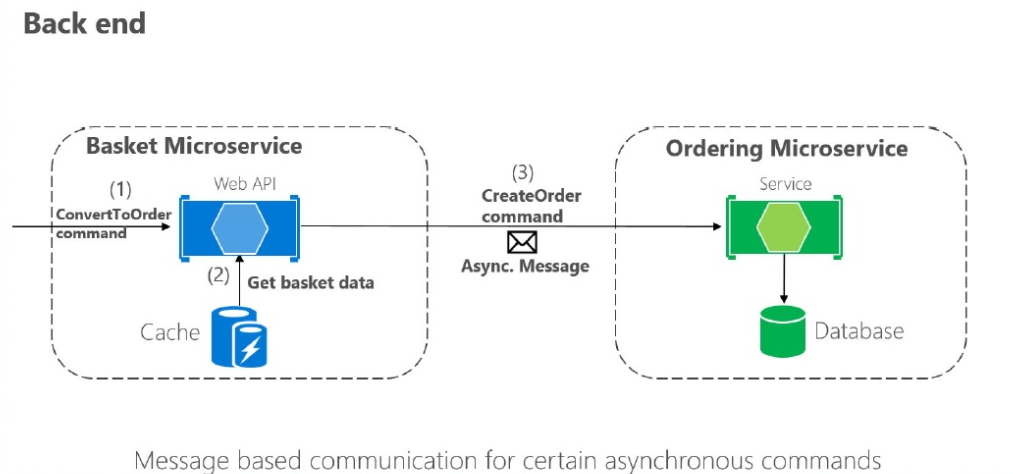 Back end
Basket Microservice
Ordering Microservice
(1)
Web API
(3)
Service
ConvertToOrder
command
CreateOrder
command
Async. Message
(2)
Get basket data
Cache
Database
Message based communication for certain asynchronous commands